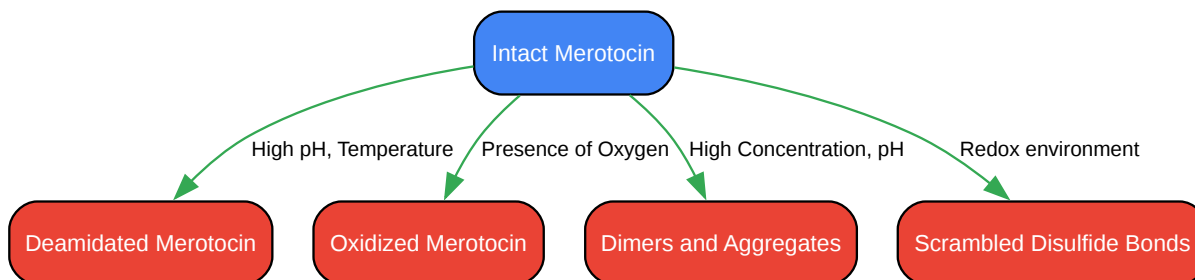 Intact Merotocin
High pH, Temperature
Presence of Oxygen
High Concentration, pH
Redox environment
Deamidated Merotocin
Oxidized Merotocin
Dimers and Aggregates
Scrambled Disulfide Bonds